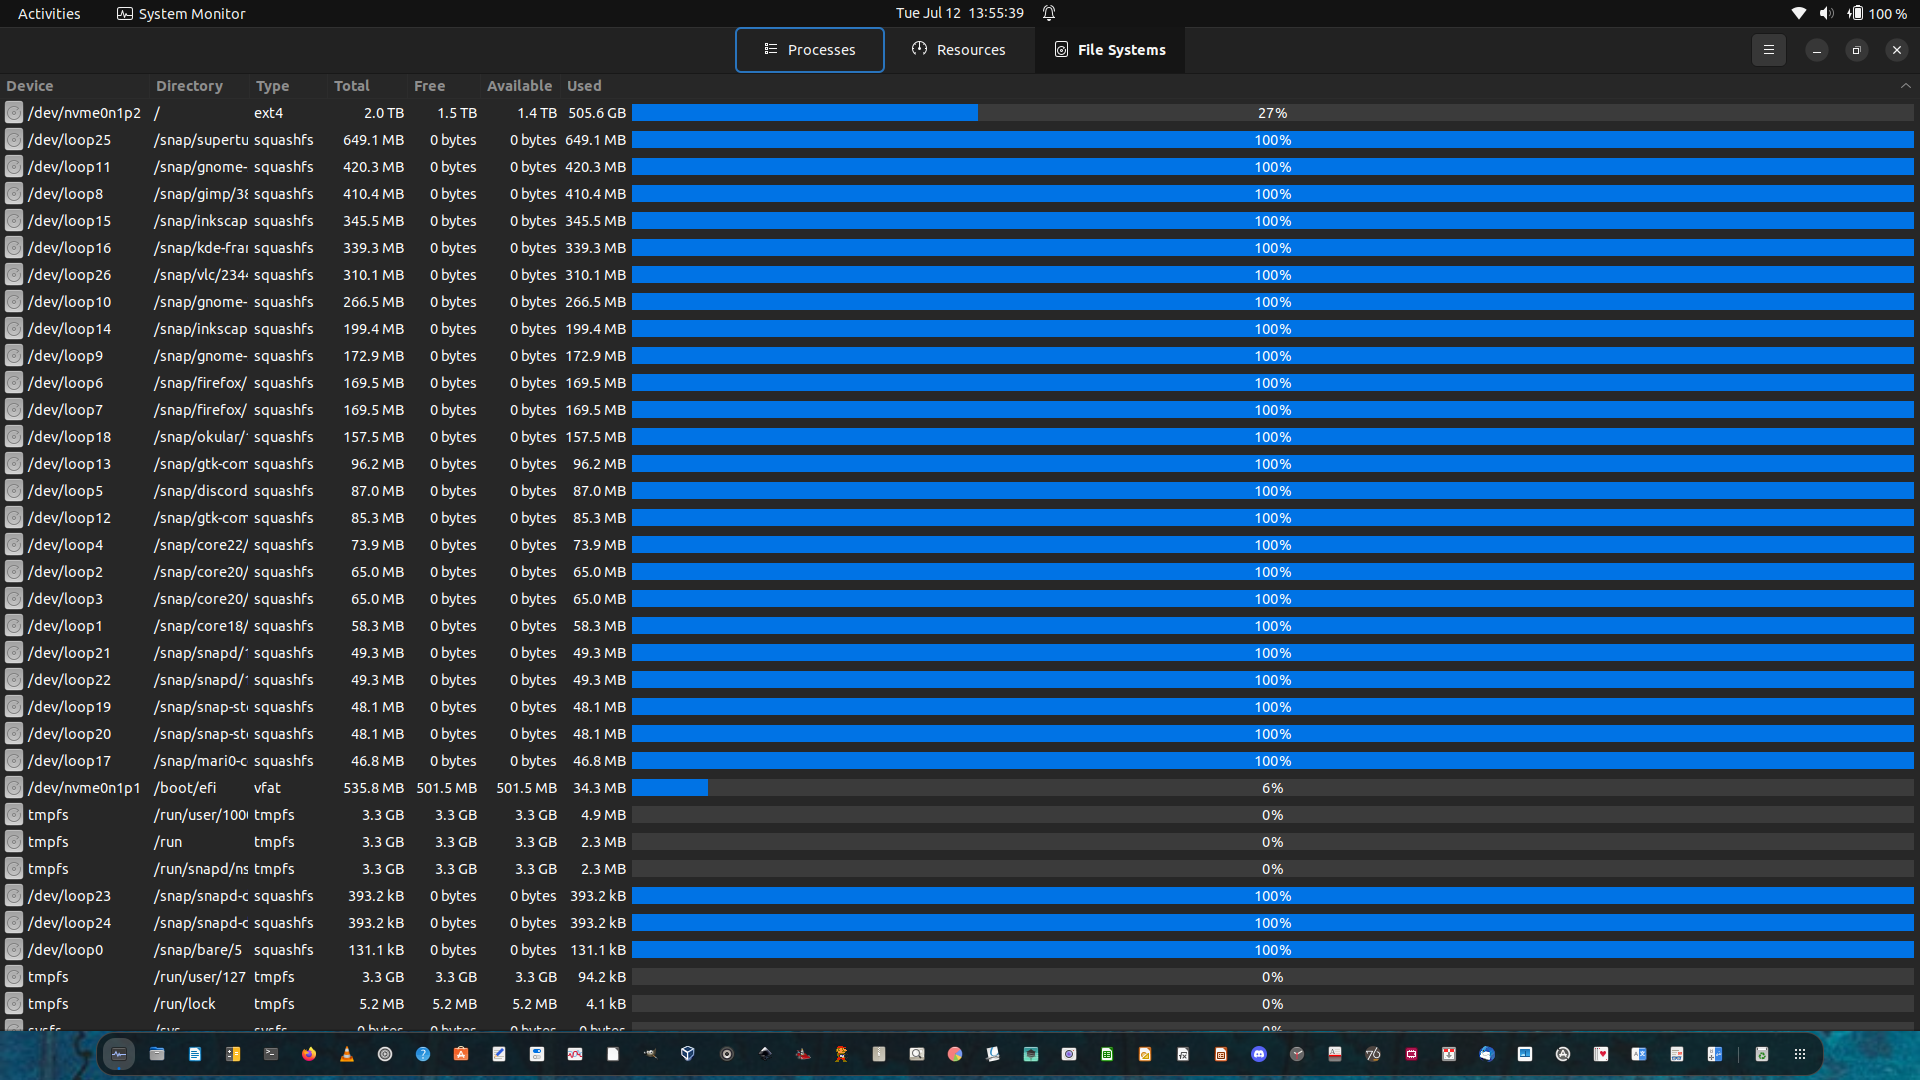 Activities System Monitor Tue Jul 12 13:55:39 100 %
Processes Resources File Systems
Device Directory Type Total Free Available Used
/dev/nvme0n1p2 / ext4 2.0 TB 1.5 TB 1.4 TB 505.6 GB 27%
/dev/loop25 /snap/supertu squashfs 649.1 MB 0 bytes 0 bytes 649.1 MB 100%
/dev/loop11 /snap/gnome- squashfs 420.3 MB 0 bytes 0 bytes 420.3 MB 100%
/dev/loop8 /snap/gimp/38 squashfs 410.4 MB 0 bytes 0 bytes 410.4 MB 100%
/dev/loop15 /snap/inkscap squashfs 345.5 MB 0 bytes 0 bytes 345.5 MB 100%
/dev/loop16 /snap/kde-fra squashfs 339.3 MB 0 bytes 0 bytes 339.3 MB 100%
/dev/loop26 /snap/vlc/2344 squashfs 310.1 MB 0 bytes 0 bytes 310.1 MB 100%
/dev/loop10 /snap/gnome- squashfs 266.5 MB 0 bytes 0 bytes 266.5 MB 100%
/dev/loop14 /snap/inkscap squashfs 199.4 MB 0 bytes 0 bytes 199.4 MB 100%
/dev/loop9 /snap/gnome- squashfs 172.9 MB 0 bytes 0 bytes 172.9 MB 100%
/dev/loop6 /snap/firefox/ squashfs 169.5 MB 0 bytes 0 bytes 169.5 MB 100%
/dev/loop7 /snap/firefox/ squashfs 169.5 MB 0 bytes 0 bytes 169.5 MB 100%
/dev/loop18 /snap/okular/ squashfs 157.5 MB 0 bytes 0 bytes 157.5 MB 100%
/dev/loop13 /snap/gtk-com squashfs 96.2 MB 0 bytes 0 bytes 96.2 MB 100%
/dev/loop5 /snap/discord squashfs 87.0 MB 0 bytes 0 bytes 87.0 MB 100%
/dev/loop12 /snap/gtk-com squashfs 85.3 MB 0 bytes 0 bytes 85.3 MB 100%
/dev/loop4 /snap/core22/ squashfs 73.9 MB 0 bytes 0 bytes 73.9 MB 100%
/dev/loop2 /snap/core20/ squashfs 65.0 MB 0 bytes 0 bytes 65.0 MB 100%
/dev/loop3 /snap/core20/ squashfs 65.0 MB 0 bytes 0 bytes 65.0 MB 100%
/dev/loop1 /snap/core18/ squashfs 58.3 MB 0 bytes 0 bytes 58.3 MB 100%
/dev/loop21 /snap/snapd/1 squashfs 49.3 MB 0 bytes 0 bytes 49.3 MB 100%
/dev/loop22 /snap/snapd/1 squashfs 49.3 MB 0 bytes 0 bytes 49.3 MB 100%
/dev/loop19 /snap/snap-st squashfs 48.1 MB 0 bytes 0 bytes 48.1 MB 100%
/dev/loop20 /snap/snap-st squashfs 48.1 MB 0 bytes 0 bytes 48.1 MB 100%
/dev/loop17 /snap/mari0-c squashfs 46.8 MB 0 bytes 0 bytes 46.8 MB 100%
/dev/nvme0n1p1 /boot/efi vfat 535.8 MB 501.5 MB 501.5 MB 34.3 MB 6%
tmpfs /run/user/1000 tmpfs 3.3 GB 3.3 GB 3.3 GB 4.9 MB 0%
tmpfs /run tmpfs 3.3 GB 3.3 GB 3.3 GB 2.3 MB 0%
tmpfs /run/snapd/ns tmpfs 3.3 GB 3.3 GB 3.3 GB 2.3 MB 0%
/dev/loop23 /snap/snapd-c squashfs 393.2 kB 0 bytes 0 bytes 393.2 kB 100%
/dev/loop24 /snap/snapd-c squashfs 393.2 kB 0 bytes 0 bytes 393.2 kB 100%
/dev/loop0 /snap/bare/5 squashfs 131.1 kB 0 bytes 0 bytes 131.1 kB 100%
tmpfs /run/user/127 tmpfs 3.3 GB 3.3 GB 3.3 GB 94.2 kB 0%
tmpfs /run/lock tmpfs 5.2 MB 5.2 MB 5.2 MB 4.1 kB 0%
sysfs /sys sysfs 0 bytes 0 bytes 0 bytes 0 bytes 0%